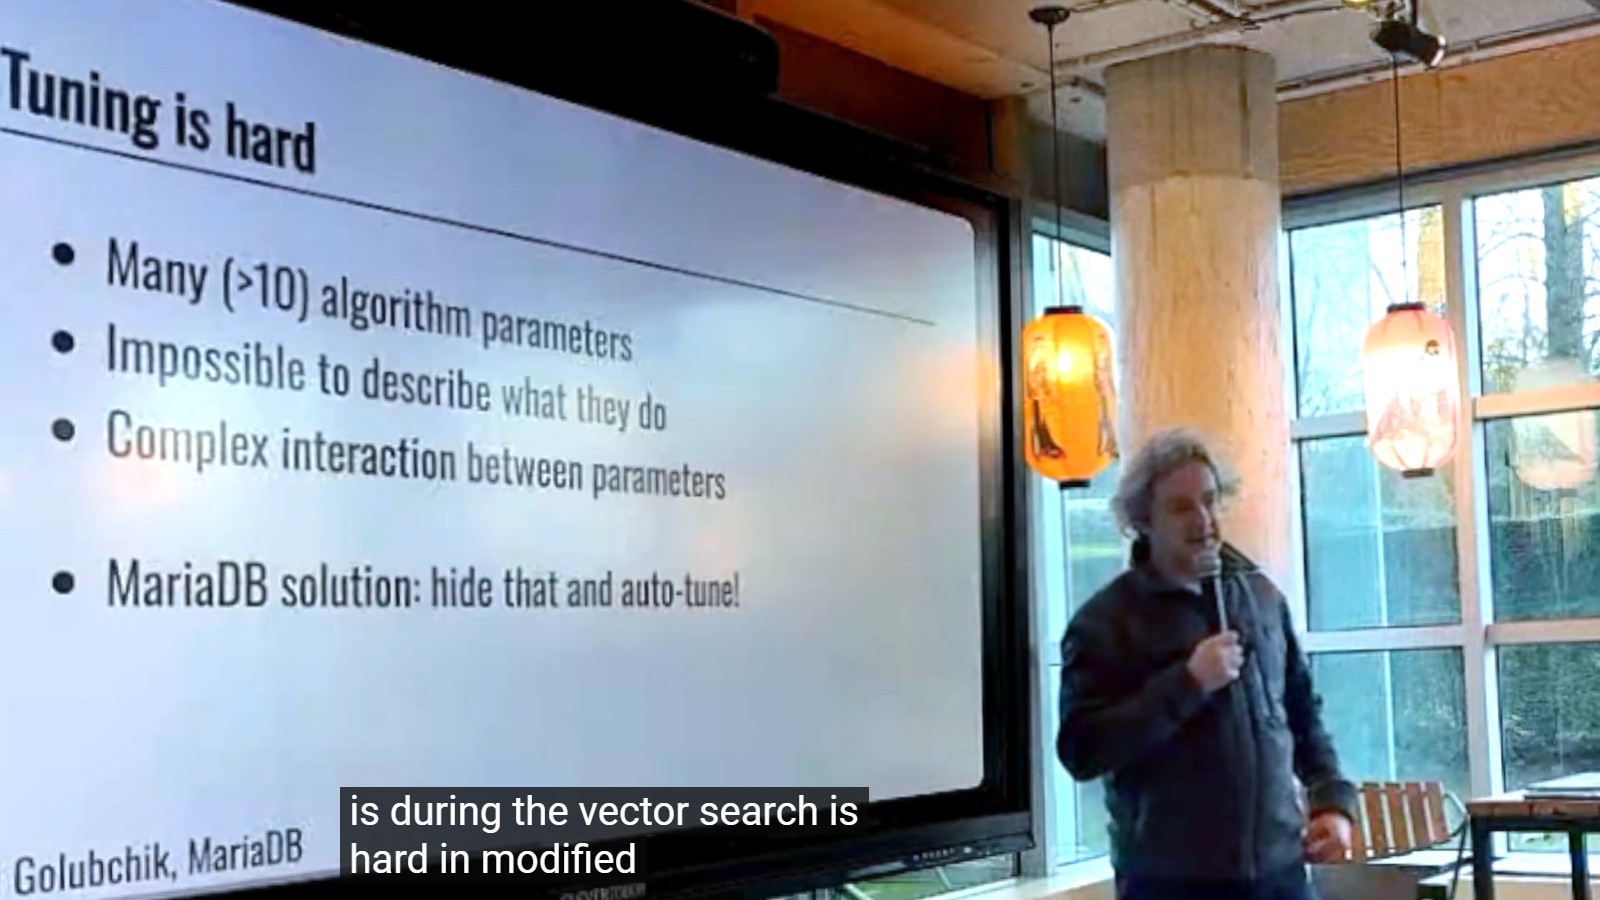 Tuning is hard
• Many (>10) algorithm parameters
• Impossible to describe what they do
• Complex interaction between parameters
• MariaDB solution: hide that and auto-tune!
Golubchik, MariaDB
is during the vector search is
hard in modified